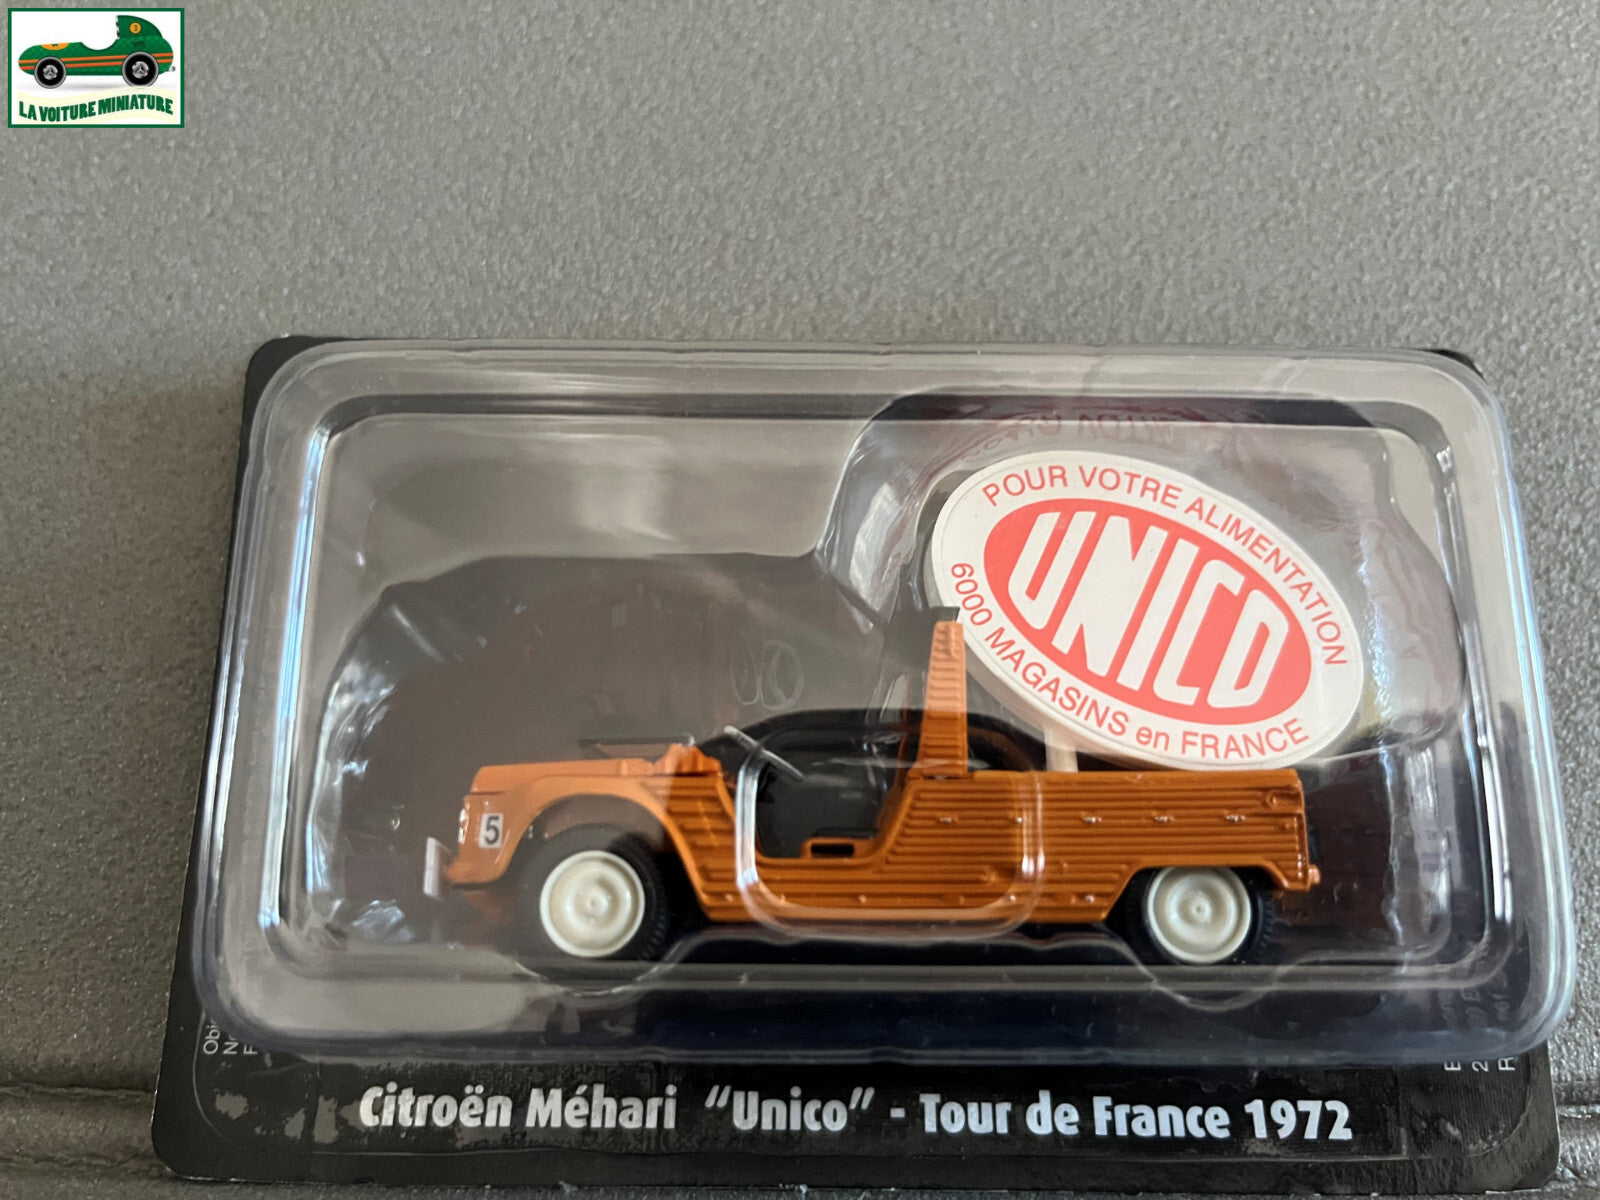 LA VOITURE MINIATURE
POUR VOTRE ALIMENTATION
UNICO
6000 MAGASINS en FRANCE
5
Citroën Méhari “Unico” - Tour de France 1972